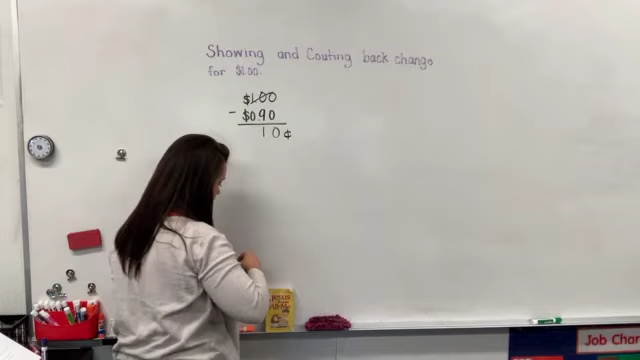 Showing and Couting back change
for $1.00.
$1.00
- $0.90
10¢
Job Char